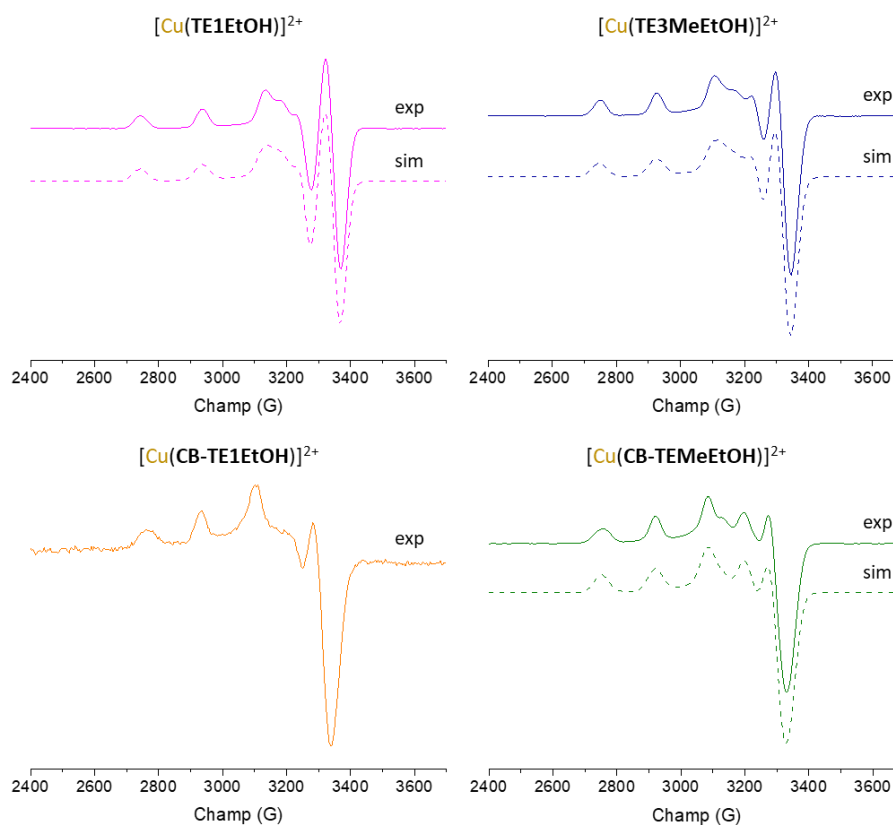 [Cu(TE1EtOH)]²⁺
exp
sim
2400 2600 2800 3000 3200 3400 3600
Champ (G)
[Cu(TE3MeEtOH)]²⁺
exp
sim
2400 2600 2800 3000 3200 3400 3600
Champ (G)
[Cu(CB-TE1EtOH)]²⁺
exp
2400 2600 2800 3000 3200 3400 3600
Champ (G)
[Cu(CB-TEMeEtOH)]²⁺
exp
sim
2400 2600 2800 3000 3200 3400 3600
Champ (G)